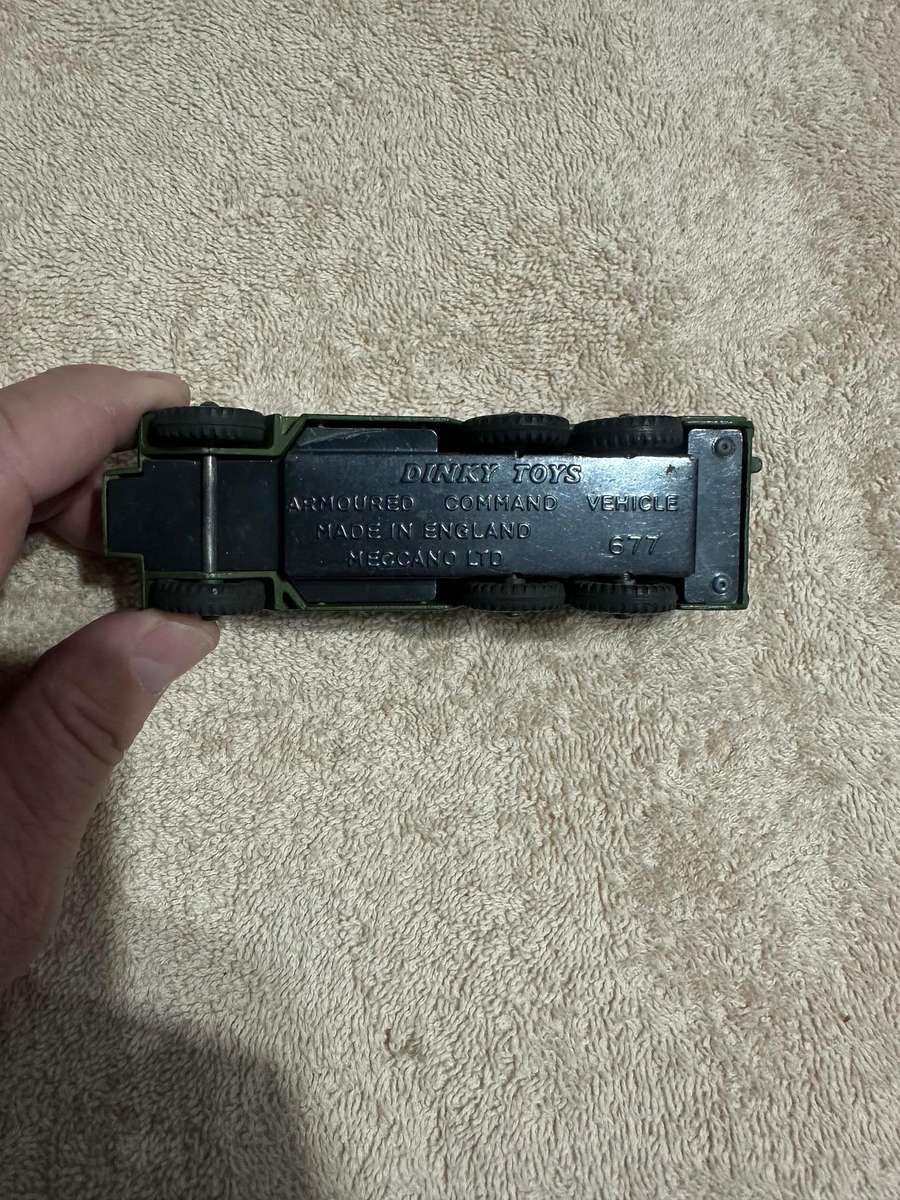 DINKY TOYS
ARMOURED COMMAND VEHICLE
MADE IN ENGLAND
MECCANO LTD
677